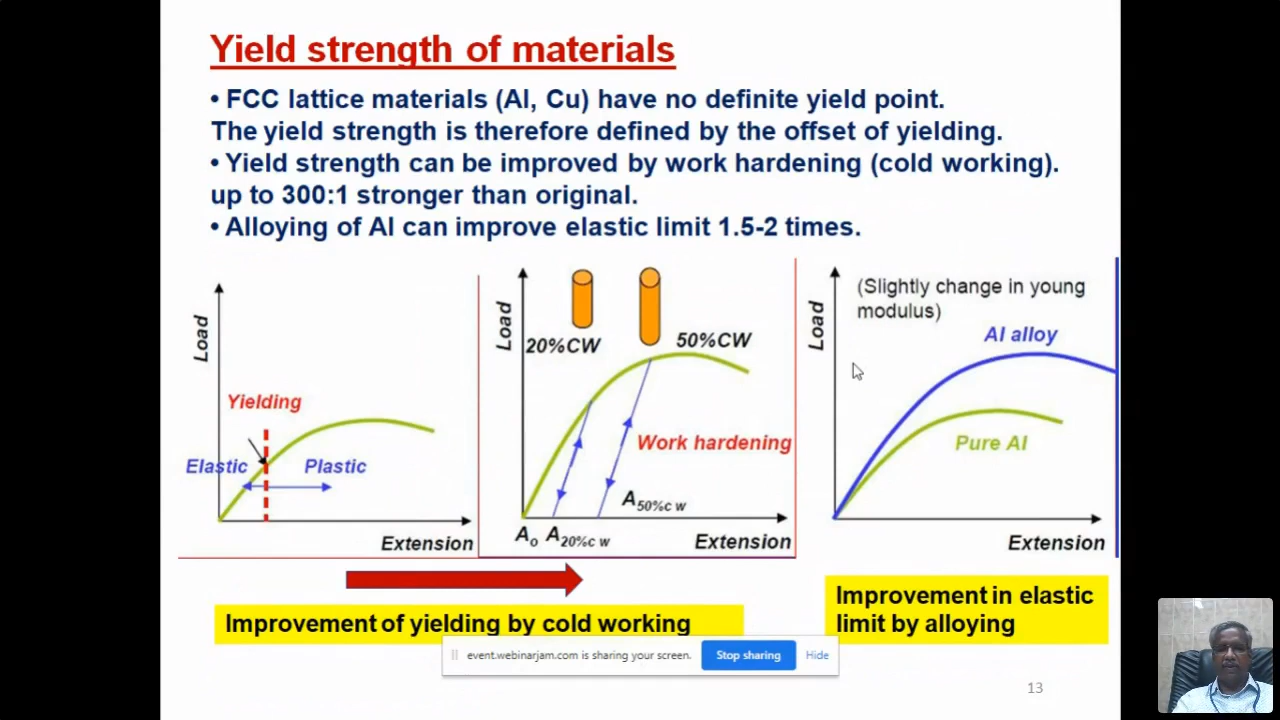 Yield strength of materials
• FCC lattice materials (Al, Cu) have no definite yield point.
The yield strength is therefore defined by the offset of yielding.
• Yield strength can be improved by work hardening (cold working).
up to 300:1 stronger than original.
• Alloying of Al can improve elastic limit 1.5-2 times.
Load
Yielding
Elastic
Plastic
Extension
Load
20%CW
50%CW
Work hardening
A50%c w
Ao A20%c w
Extension
Load
(Slightly change in young
modulus)
Al alloy
Pure Al
Extension
Improvement of yielding by cold working
Improvement in elastic
limit by alloying
event.webinarjam.com is sharing your screen.
Stop sharing
Hide
13